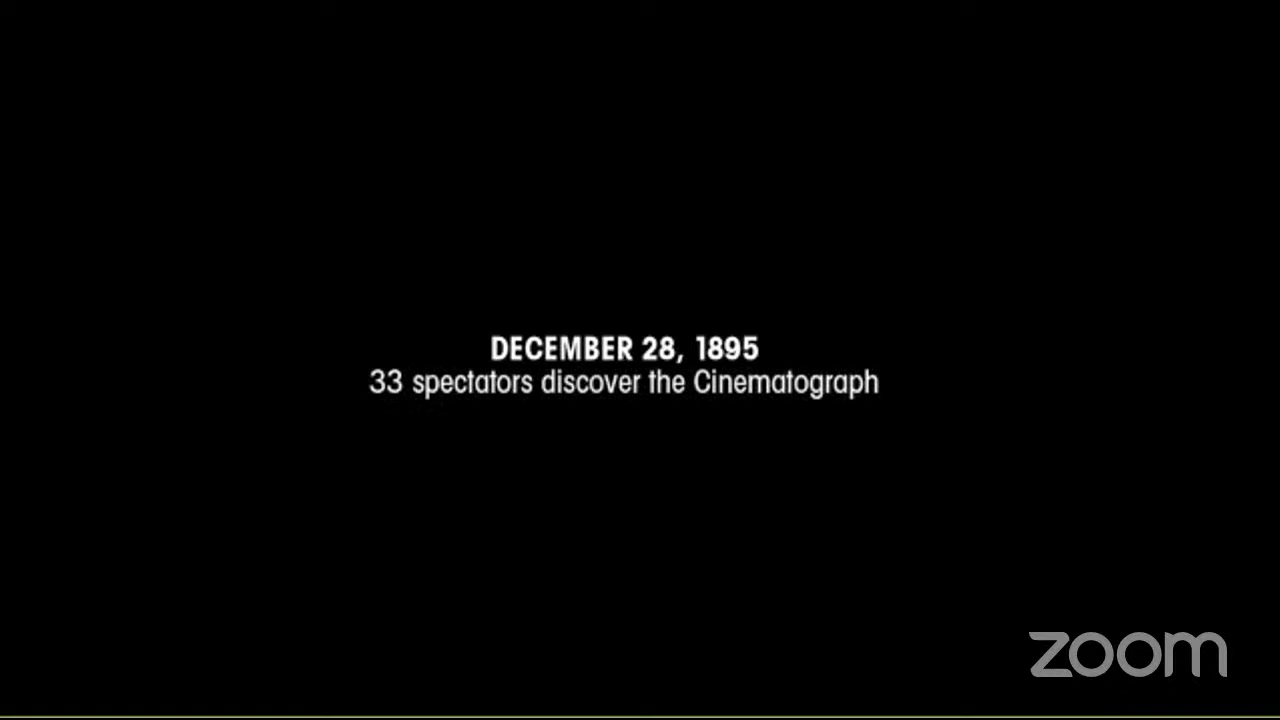 DECEMBER 28, 1895
33 spectators discover the Cinematograph
zoom